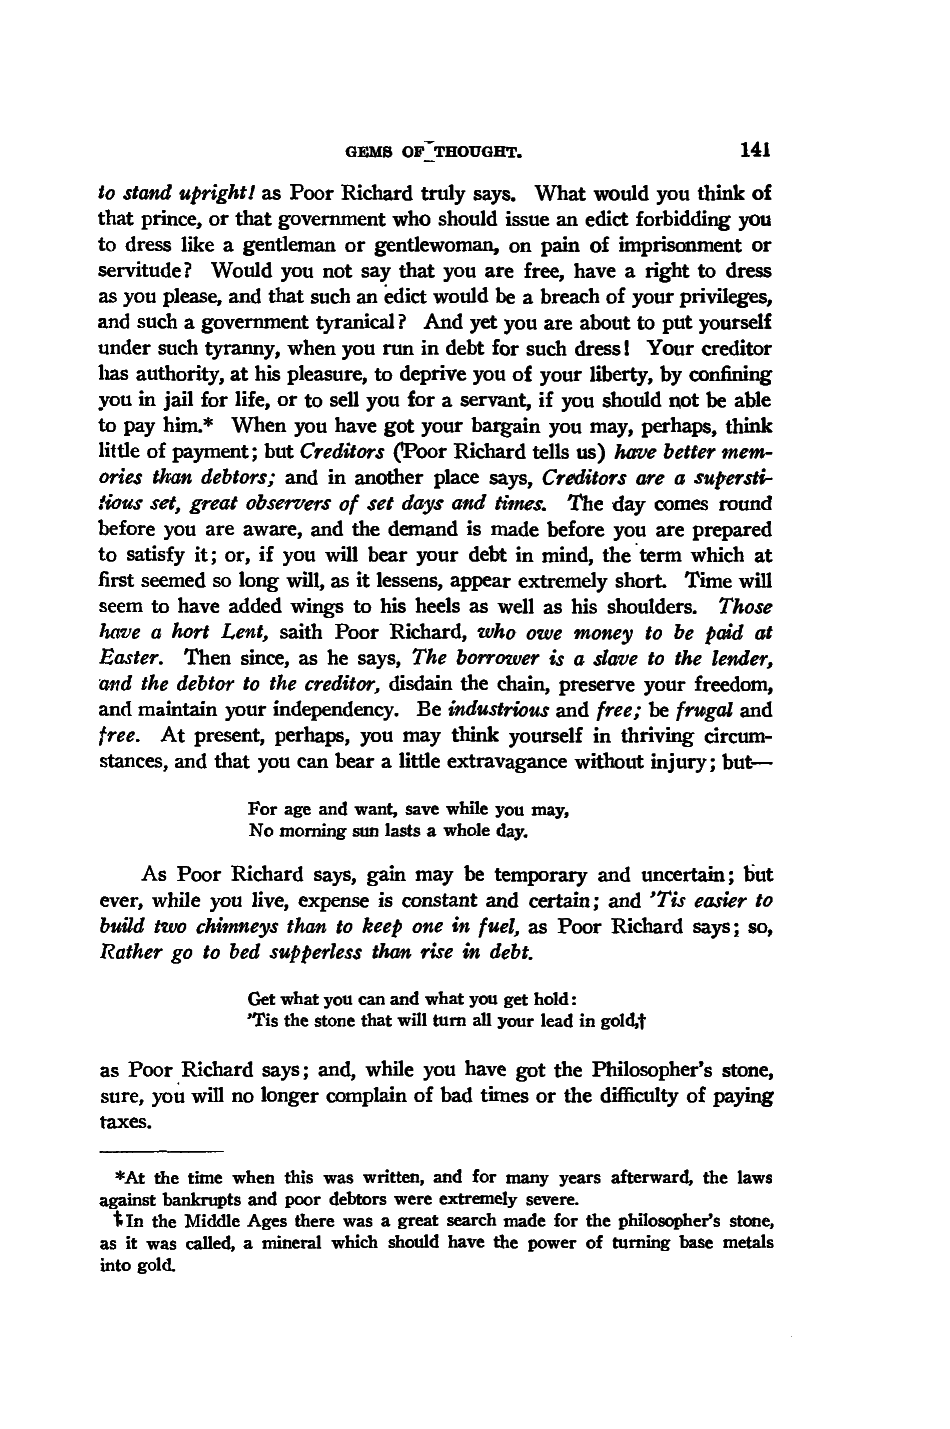 GEMS OF THOUGHT. 141
to stand upright! as Poor Richard truly says. What would you think of
that prince, or that government who should issue an edict forbidding you
to dress like a gentleman or gentlewoman, on pain of imprisonment or
servitude? Would you not say that you are free, have a right to dress
as you please, and that such an edict would be a breach of your privileges,
and such a government tyranical? And yet you are about to put yourself
under such tyranny, when you run in debt for such dress! Your creditor
has authority, at his pleasure, to deprive you of your liberty, by confining
you in jail for life, or to sell you for a servant, if you should not be able
to pay him.* When you have got your bargain you may, perhaps, think
little of payment; but Creditors (Poor Richard tells us) have better mem-
ories than debtors; and in another place says, Creditors are a supersti-
tious set, great observers of set days and times. The day comes round
before you are aware, and the demand is made before you are prepared
to satisfy it; or, if you will bear your debt in mind, the term which at
first seemed so long will, as it lessens, appear extremely short. Time will
seem to have added wings to his heels as well as his shoulders. Those
have a hort Lent, saith Poor Richard, who owe money to be paid at
Easter. Then since, as he says, The borrower is a slave to the lender,
and the debtor to the creditor, disdain the chain, preserve your freedom,
and maintain your independency. Be industrious and free; be frugal and
free. At present, perhaps, you may think yourself in thriving circum-
stances, and that you can bear a little extravagance without injury; but—
For age and want, save while you may,
No morning sun lasts a whole day.
As Poor Richard says, gain may be temporary and uncertain; but
ever, while you live, expense is constant and certain; and 'Tis easier to
build two chimneys than to keep one in fuel, as Poor Richard says; so,
Rather go to bed supperless than rise in debt.
Get what you can and what you get hold:
'Tis the stone that will turn all your lead in gold,†
as Poor Richard says; and, while you have got the Philosopher's stone,
sure, you will no longer complain of bad times or the difficulty of paying
taxes.
*At the time when this was written, and for many years afterward, the laws
against bankrupts and poor debtors were extremely severe.
†In the Middle Ages there was a great search made for the philosopher's stone,
as it was called, a mineral which should have the power of turning base metals
into gold.